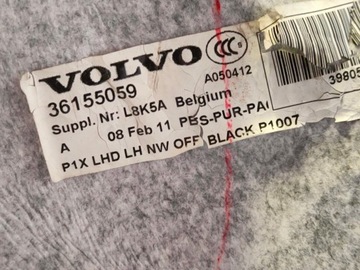 VOLVO
A050412
36155059
Suppl. Nr: L8K5A Belgium
A 08 Feb 11 PES-PUR-PA
P1X LHD LH NW OFF BLACK P1007
3980